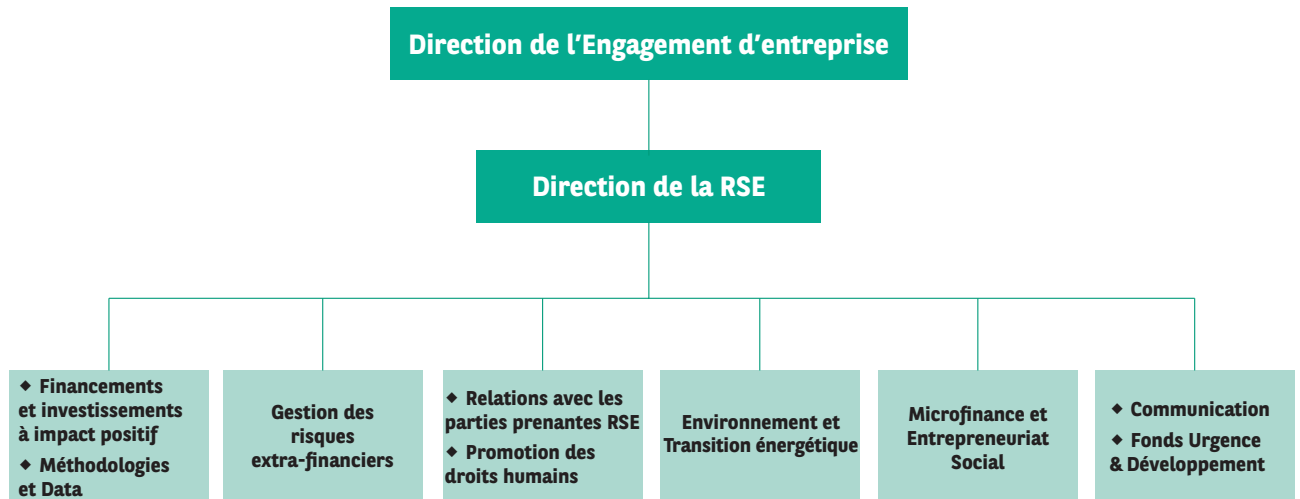 Direction de l'Engagement d'entreprise
Direction de la RSE
◆ Financements
et investissements
à impact positif
◆ Méthodologies
et Data
Gestion des
risques
extra-financiers
◆ Relations avec les
parties prenantes RSE
◆ Promotion des
droits humains
Environnement et
Transition énergétique
Microfinance et
Entrepreneuriat
Social
◆ Communication
◆ Fonds Urgence
& Développement